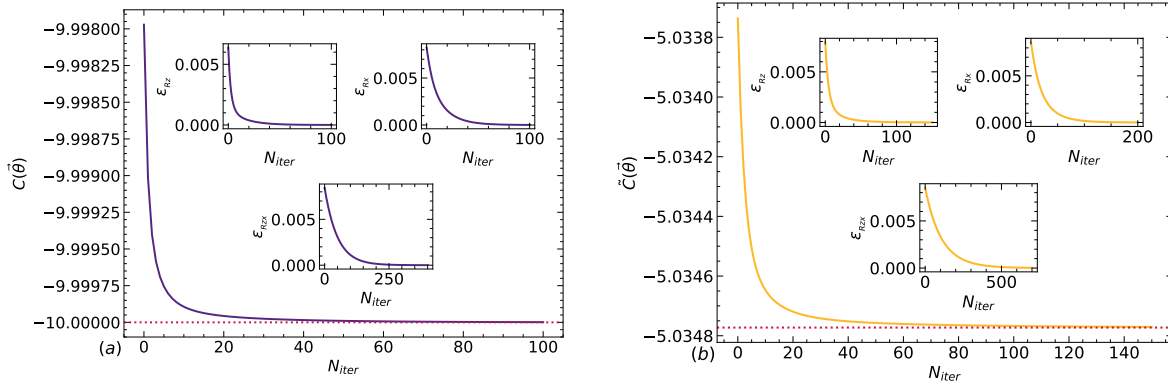 −9.99800
−9.99825
−9.99850
−9.99875
−9.99900
−9.99925
−9.99950
−9.99975
−10.00000
C(θ⃗)
0 20 40 60 80 100
N_iter
(a)
ε_Rz
0.005
0.000
0 100
N_iter
ε_Rx
0.005
0.000
0 100
N_iter
ε_Rzx
0.005
0.000
0 250
N_iter
−5.0338
−5.0340
−5.0342
−5.0344
−5.0346
−5.0348
C̃(θ⃗)
0 20 40 60 80 100 120 140
N_iter
(b)
ε_Rz
0.005
0.000
0 100
N_iter
ε_Rx
0.005
0.000
0 100 200
N_iter
ε_Rzx
0.005
0.000
0 500
N_iter